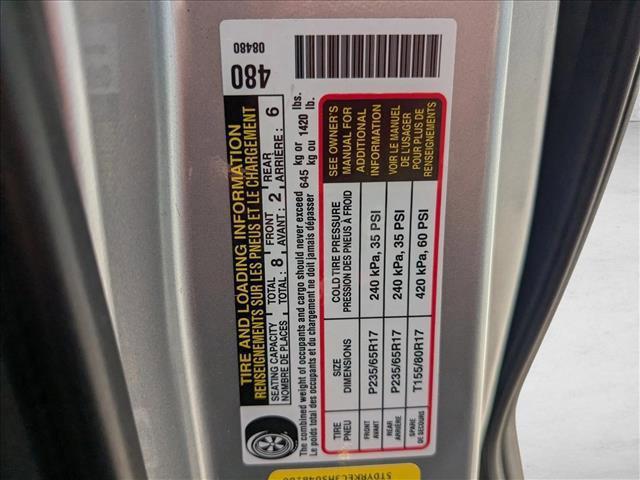 480
08480
TIRE AND LOADING INFORMATION
RENSEIGNEMENTS SUR LES PNEUS ET LE CHARGEMENT
SEATING CAPACITY TOTAL : 8 FRONT : 2 REAR : 6
NOMBRE DE PLACES TOTAL : AVANT : ARRIÈRE :
The combined weight of occupants and cargo should never exceed 645 kg or 1420 lbs.
Le poids total des occupants et du chargement ne doit jamais dépasser kg ou lb.
TIRE SIZE COLD TIRE PRESSURE SEE OWNER'S
PNEU DIMENSIONS PRESSION DES PNEUS À FROID MANUAL FOR
FRONT P235/65R17 240 kPa, 35 PSI ADDITIONAL
AVANT INFORMATION
REAR P235/65R17 240 kPa, 35 PSI VOIR LE MANUEL
ARRIÈRE DE L'USAGER
SPARE T155/80R17 420 kPa, 60 PSI POUR PLUS DE
DE SECOURS RENSEIGNEMENTS